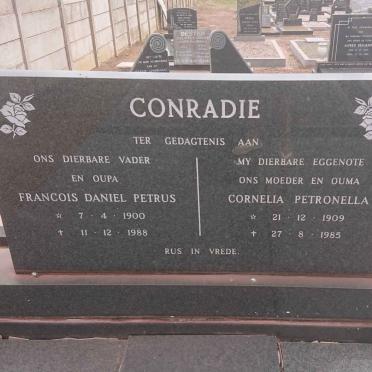 CONRADIE
TER GEDAGTENIS AAN
ONS DIERBARE VADER
EN OUPA
FRANCOIS DANIEL PETRUS
☆ 7 - 4 - 1900
✝ 11 - 12 - 1988
MY DIERBARE EGGENOTE
ONS MOEDER EN OUMA
CORNELIA PETRONELLA
☆ 21 - 12 - 1909
✝ 27 - 8 - 1985
RUS IN VREDE.